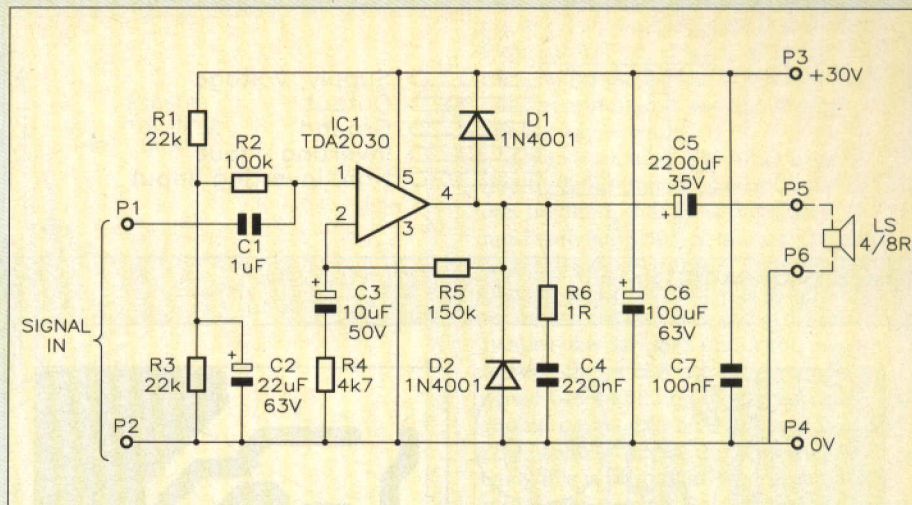 P3
+30V
R1
22k
R2
100k
IC1
TDA2030
D1
1N4001
C5
2200uF
35V
P5
1
5
4
2
3
+
P1
C1
1uF
LS
4/8R
P6
SIGNAL
IN
+
C3
10uF
50V
R5
150k
R6
1R
+
C6
100uF
63V
R3
22k
+
C2
22uF
63V
R4
4k7
D2
1N4001
C4
220nF
C7
100nF
P2
P4
0V